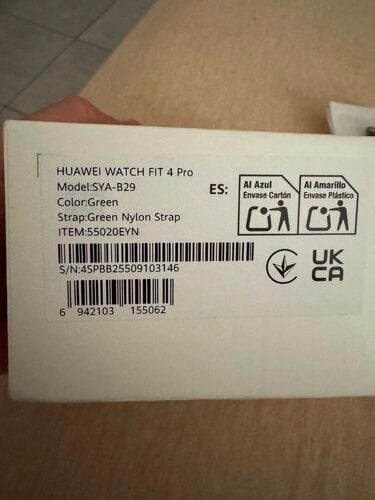 HUAWEI WATCH FIT 4 Pro
Model:SYA-B29
Color:Green
Strap:Green Nylon Strap
ITEM:55020EYN
S/N:4SPBB25509103146
6 942103 155062
ES:
Al Azul
Envase Cartón
Al Amarillo
Envase Plástico
UK
CA